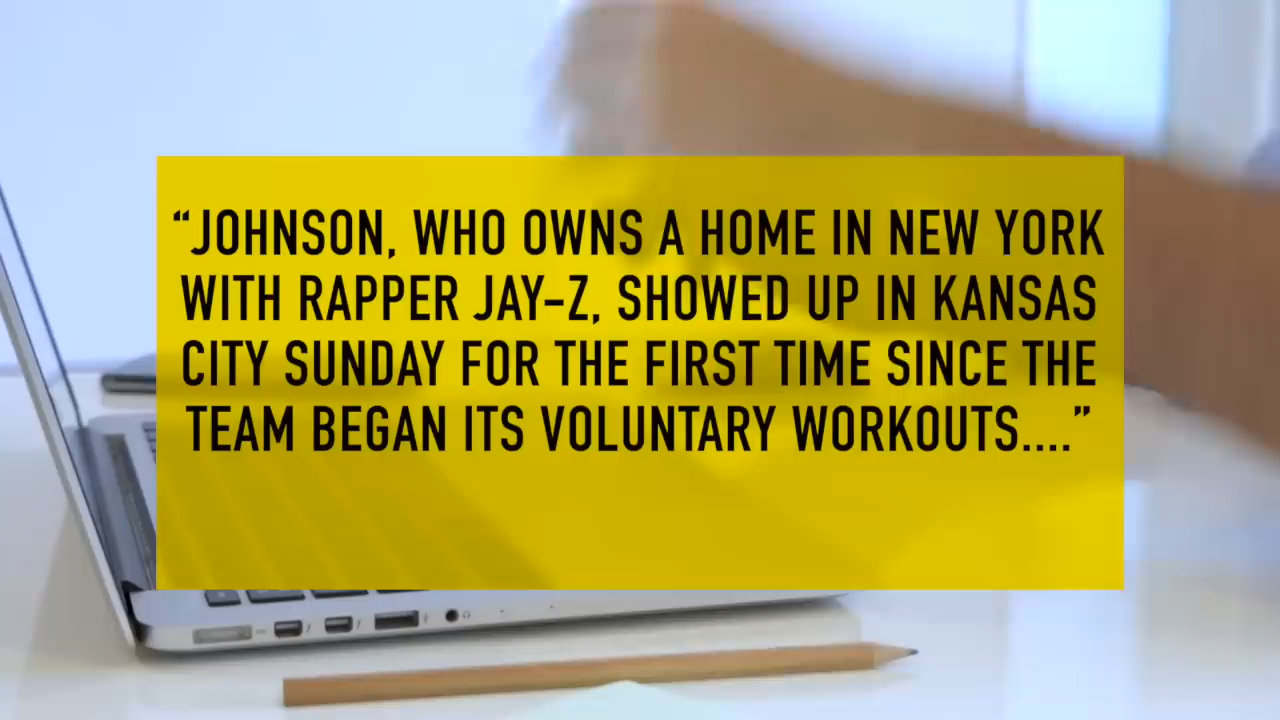 “JOHNSON, WHO OWNS A HOME IN NEW YORK
WITH RAPPER JAY-Z, SHOWED UP IN KANSAS
CITY SUNDAY FOR THE FIRST TIME SINCE THE
TEAM BEGAN ITS VOLUNTARY WORKOUTS....”